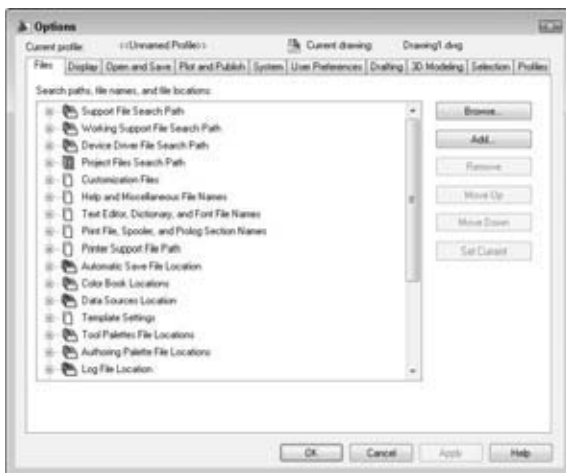 Options
Current profile: <<Unnamed Profile>> Current drawing: Drawing1.dwg
Files Display Open and Save Plot and Publish System User Preferences Drafting 3D Modeling Selection Profiles
Search paths, file names, and file locations:
Support File Search Path
Working Support File Search Path
Device Driver File Search Path
Project Files Search Path
Customization Files
Help and Miscellaneous File Names
Text Editor, Dictionary, and Font File Names
Print File, Spooler, and Prolog Section Names
Printer Support File Path
Automatic Save File Location
Color Book Locations
Data Sources Location
Template Settings
Tool Palettes File Locations
Authoring Palette File Locations
Log File Location
Browse...
Add...
Remove
Move Up
Move Down
Set Current
OK Cancel Apply Help